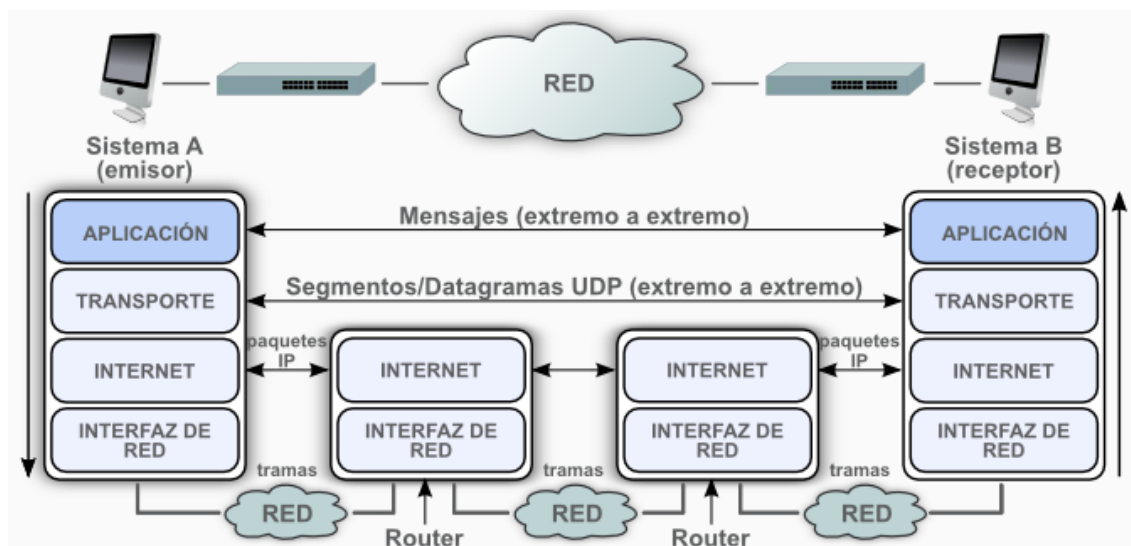 RED
Sistema A
(emisor)
Sistema B
(receptor)
APLICACIÓN
Mensajes (extremo a extremo)
APLICACIÓN
TRANSPORTE
Segmentos/Datagramas UDP (extremo a extremo)
TRANSPORTE
INTERNET
paquetes
IP
INTERNET
INTERNET
paquetes
IP
INTERNET
INTERFAZ DE
RED
INTERFAZ DE
RED
INTERFAZ DE
RED
INTERFAZ DE
RED
tramas
RED
tramas
RED
tramas
RED
Router
Router